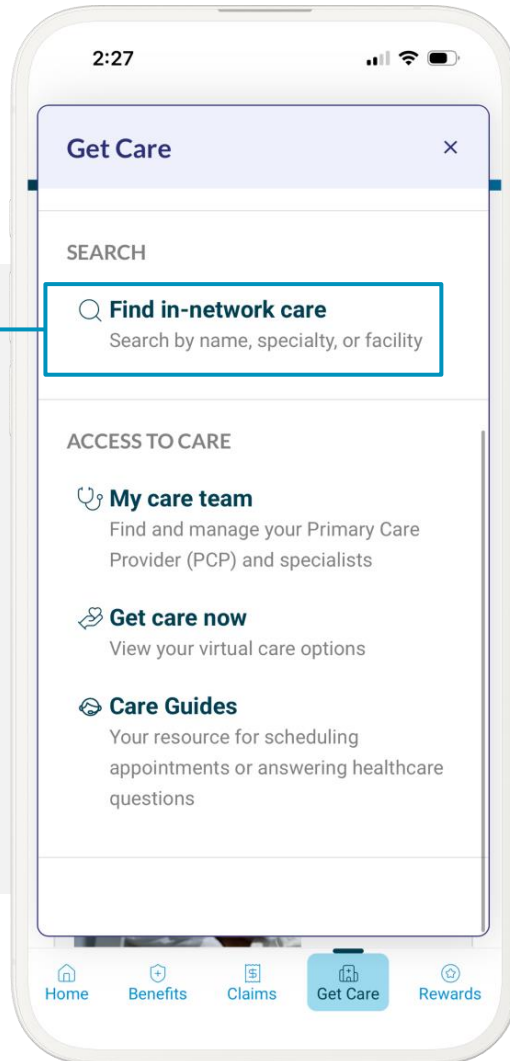 2:27
Get Care
SEARCH
Find in-network care
Search by name, specialty, or facility
ACCESS TO CARE
My care team
Find and manage your Primary Care
Provider (PCP) and specialists
Get care now
View your virtual care options
Care Guides
Your resource for scheduling
appointments or answering healthcare
questions
Home Benefits Claims Get Care Rewards